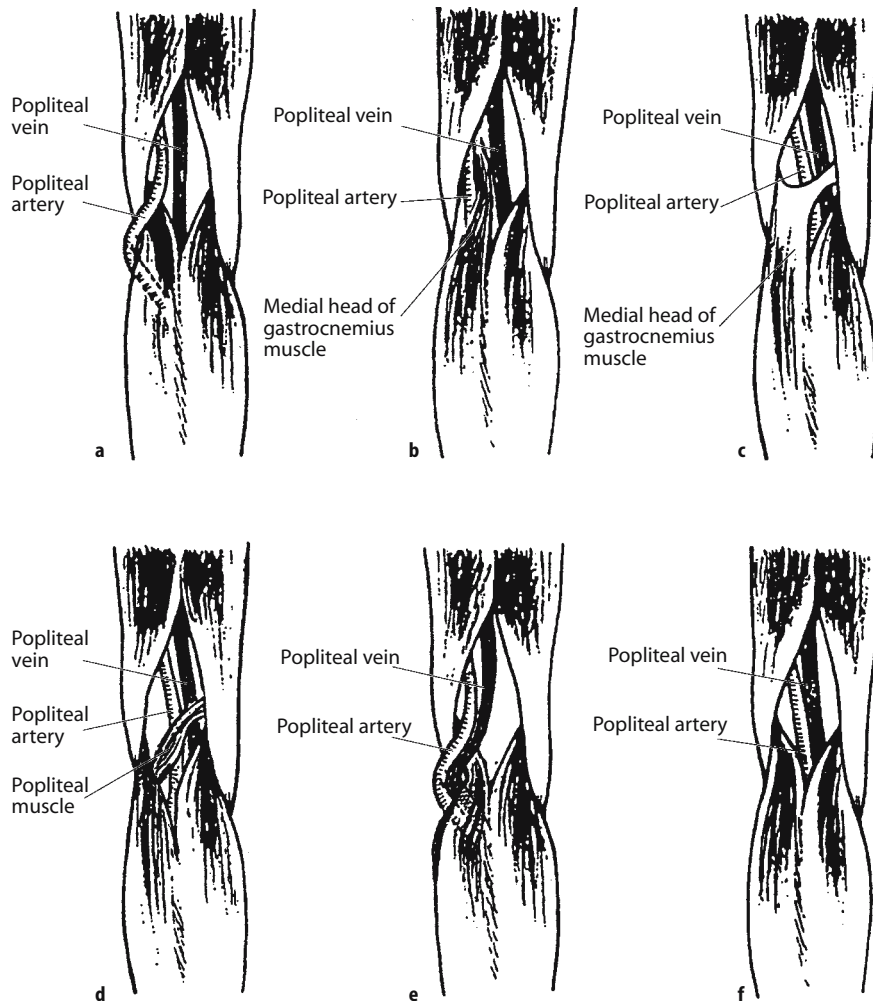 Popliteal
vein
Popliteal
artery
a
Popliteal vein
Popliteal artery
Medial head of
gastrocnemius
muscle
b
Popliteal vein
Popliteal artery
Medial head of
gastrocnemius
muscle
c
Popliteal
vein
Popliteal
artery
Popliteal
muscle
d
Popliteal vein
Popliteal artery
e
Popliteal vein
Popliteal artery
f